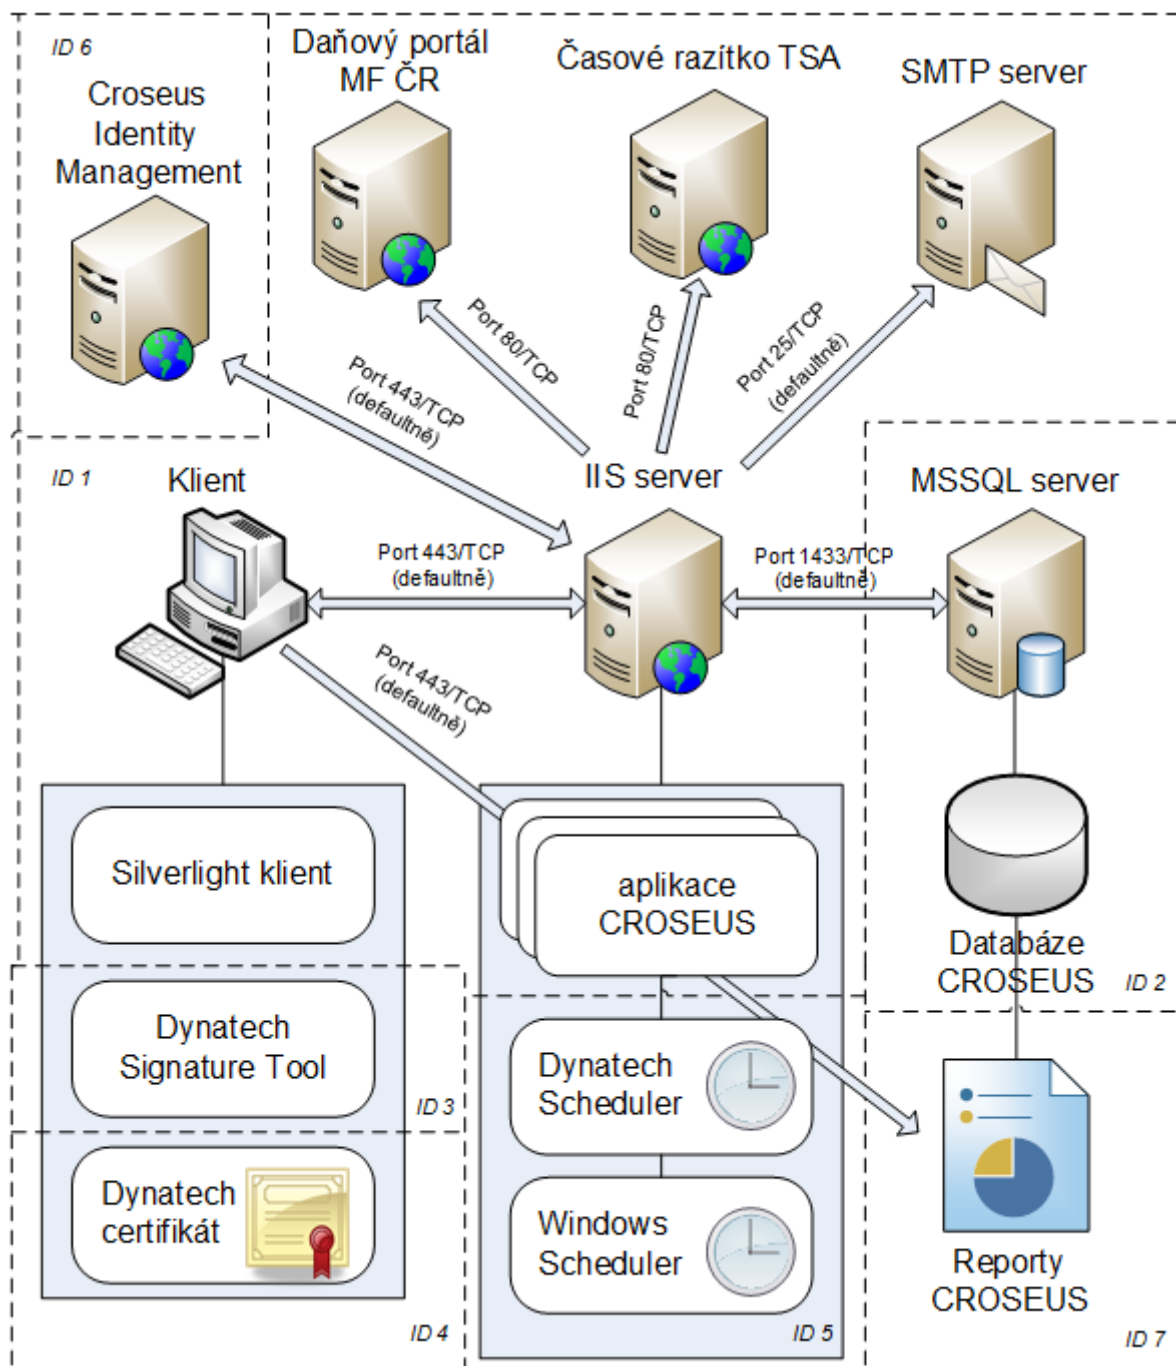 ID 6
Croseus
Identity
Management
Daňový portál
MF ČR
Časové razítko TSA
SMTP server
Port 443/TCP
(defaultně)
Port 80/TCP
Port 80/TCP
Port 25/TCP
(defaultně)
ID 1
Klient
IIS server
MSSQL server
Port 443/TCP
(defaultně)
Port 1433/TCP
(defaultně)
Port 443/TCP
(defaultně)
Silverlight klient
aplikace
CROSEUS
Databáze
CROSEUS
ID 2
Dynatech
Signature Tool
ID 3
Dynatech
Scheduler
Dynatech
certifikát
ID 4
Windows
Scheduler
ID 5
Reporty
CROSEUS
ID 7